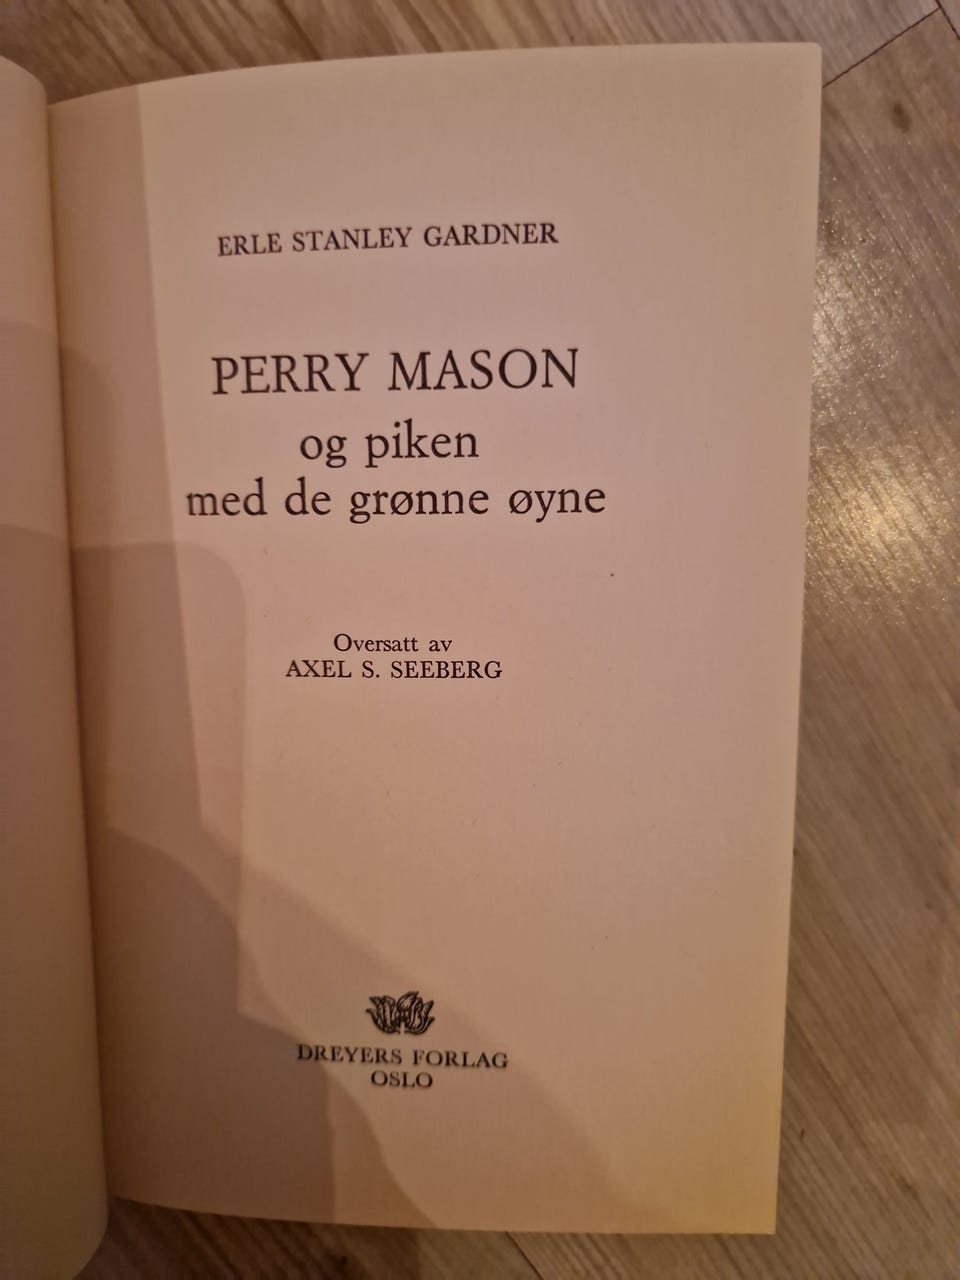 ERLE STANLEY GARDNER
PERRY MASON
og piken
med de grønne øyne
Oversatt av
AXEL S. SEEBERG
DREYERS FORLAG
OSLO